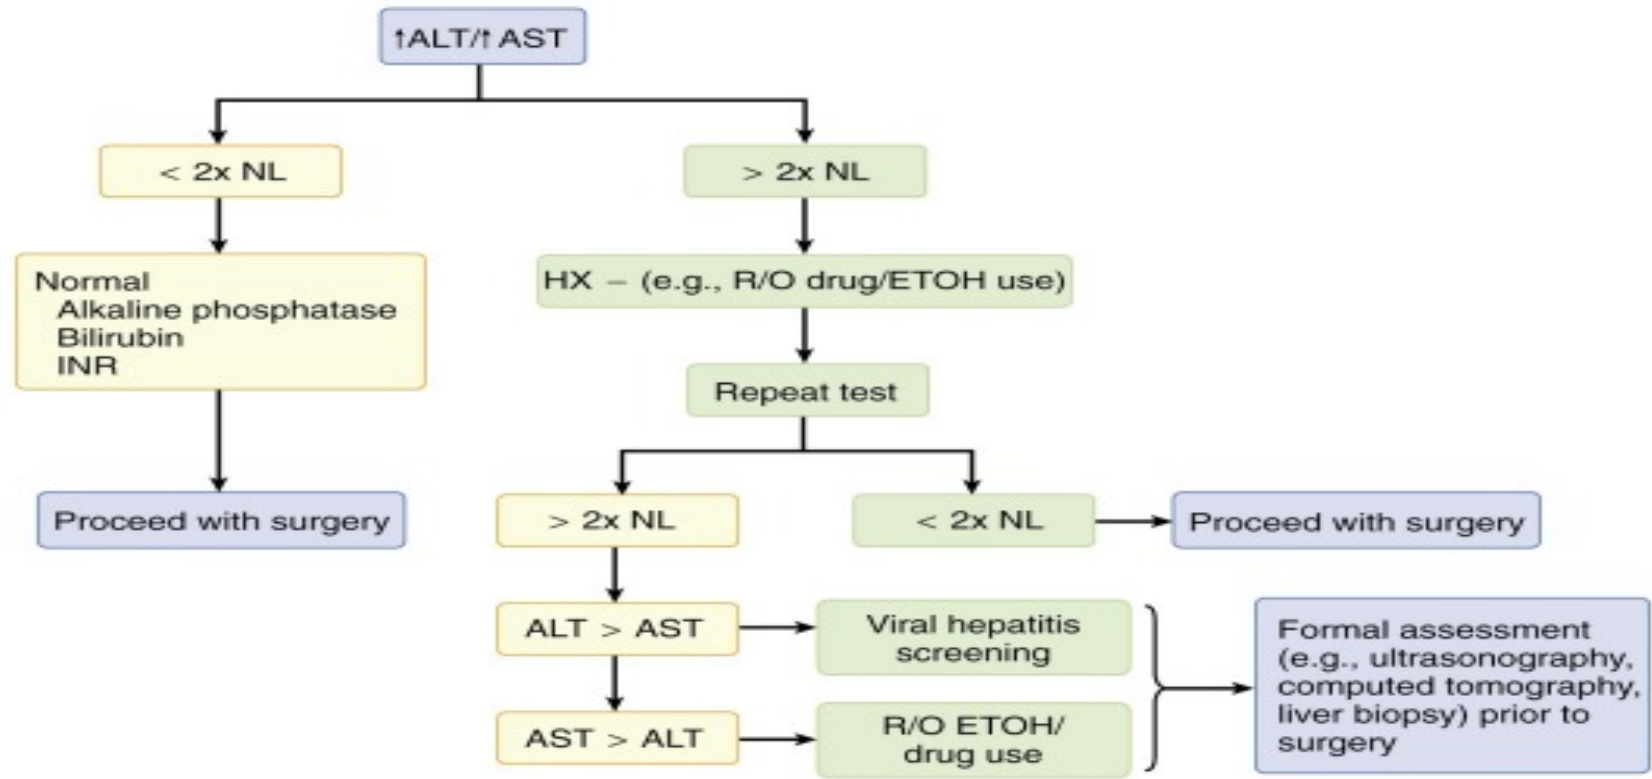 ↑ALT/↑ AST
< 2x NL
> 2x NL
Normal
Alkaline phosphatase
Bilirubin
INR
HX – (e.g., R/O drug/ETOH use)
Repeat test
Proceed with surgery
> 2x NL
< 2x NL
Proceed with surgery
ALT > AST
Viral hepatitis
screening
AST > ALT
R/O ETOH/
drug use
Formal assessment
(e.g., ultrasonography,
computed tomography,
liver biopsy) prior to
surgery